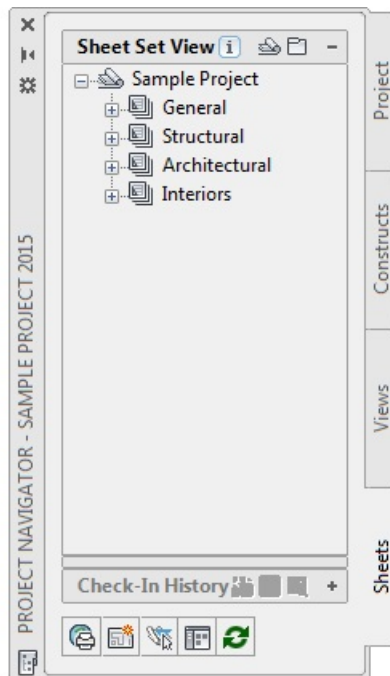 Sheet Set View
Sample Project
General
Structural
Architectural
Interiors
Check-In History
PROJECT NAVIGATOR - SAMPLE PROJECT 2015
Project
Constructs
Views
Sheets